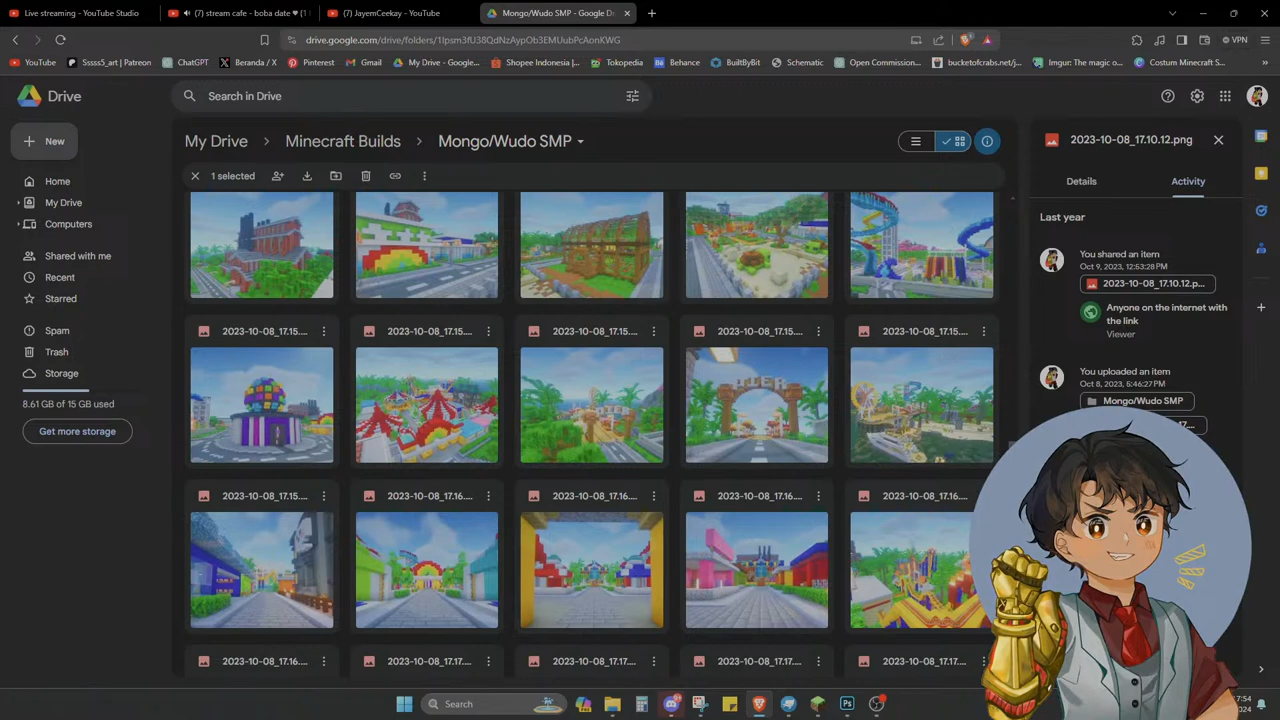 Live streaming - YouTube Studio
(7) stream cafe - boba date ♥ (1
(7) JayemCeekay - YouTube
Mongo/Wudo SMP - Google Dr
drive.google.com/drive/folders/1Ipsm3fU38QdNzAypOb3EMUubPcAonKWG
VPN
YouTube
Sssss5_art | Patreon
ChatGPT
Beranda / X
Pinterest
Gmail
My Drive - Google...
Shopee Indonesia |...
Tokopedia
Behance
BuiltByBit
Schematic
Open Commission...
bucketofcrabs.net/j...
Imgur: The magic o...
Costum Minecraft S...
Drive
Search in Drive
New
My Drive
Minecraft Builds
Mongo/Wudo SMP
2023-10-08_17.10.12.png
1 selected
Details
Activity
Home
My Drive
Computers
Shared with me
Recent
Starred
Spam
Trash
Storage
8.61 GB of 15 GB used
Get more storage
Last year
You shared an item
Oct 9, 2023, 12:53:28 PM
2023-10-08_17.10.12.p...
Anyone on the internet with
the link
Viewer
You uploaded an item
Oct 8, 2023, 5:46:27 PM
Mongo/Wudo SMP
17....
2023-10-08_17.15....
2023-10-08_17.15....
2023-10-08_17.15....
2023-10-08_17.15....
2023-10-08_17.15....
2023-10-08_17.15....
2023-10-08_17.16....
2023-10-08_17.16....
2023-10-08_17.16....
2023-10-08_17.16....
2023-10-08_17.16....
2023-10-08_17.17....
2023-10-08_17.17....
2023-10-08_17.17....
2023-10-08_17.17....
Search